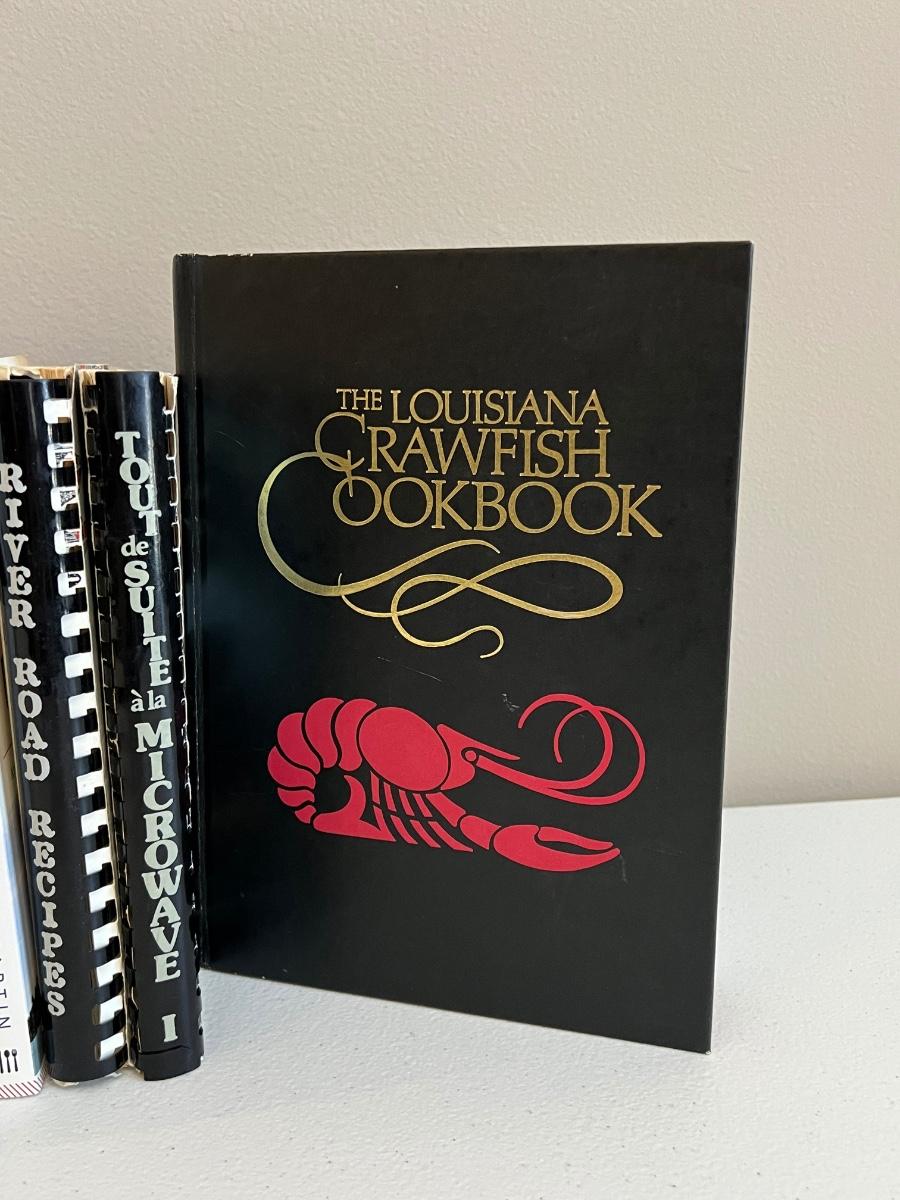 THE LOUISIANA
CRAWFISH
COOKBOOK
RIVER ROAD RECIPES
TOUT de SUITE à la MICROWAVE I